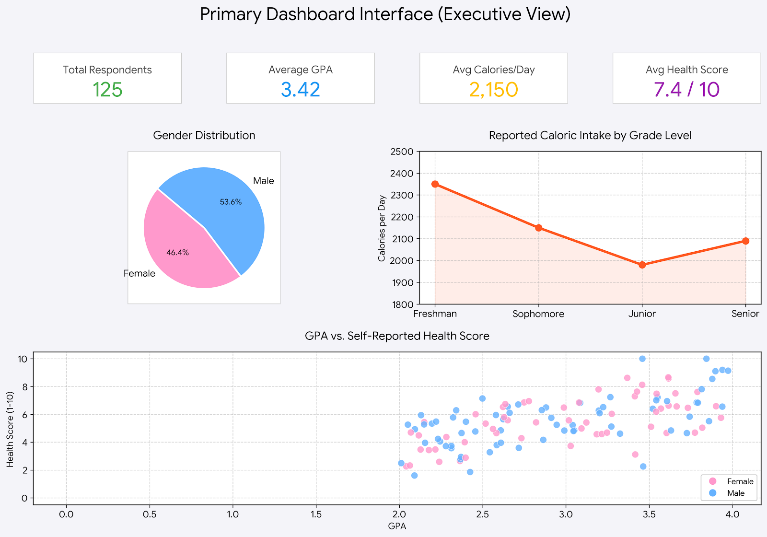 Primary Dashboard Interface (Executive View)
Total Respondents
125
Average GPA
3.42
Avg Calories/Day
2,150
Avg Health Score
7.4 / 10
Gender Distribution
Male
53.6%
46.4%
Female
Reported Caloric Intake by Grade Level
Calories per Day
2500
2400
2300
2200
2100
2000
1900
1800
Freshman
Sophomore
Junior
Senior
GPA vs. Self-Reported Health Score
Health Score (1-10)
10
8
6
4
2
0
0.0
0.5
1.0
1.5
2.0
2.5
3.0
3.5
4.0
GPA
Female
Male